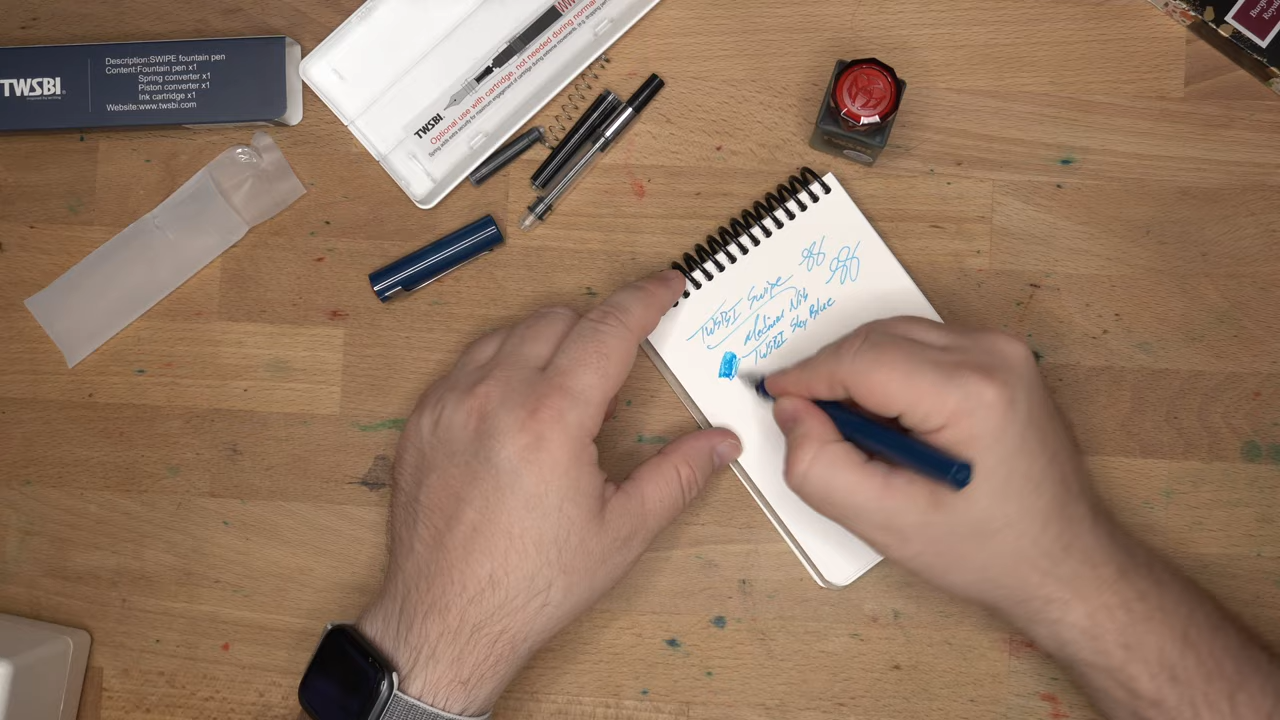 TWSBI
Description:SWIPE fountain pen
Content:Fountain pen x1
Spring converter x1
Piston converter x1
Ink cartridge x1
Website:www.twsbi.com
TWSBI
Optional use with cartridge, not needed during normal
TWSBI Swipe
Medium Nib
TWSBI Sky Blue